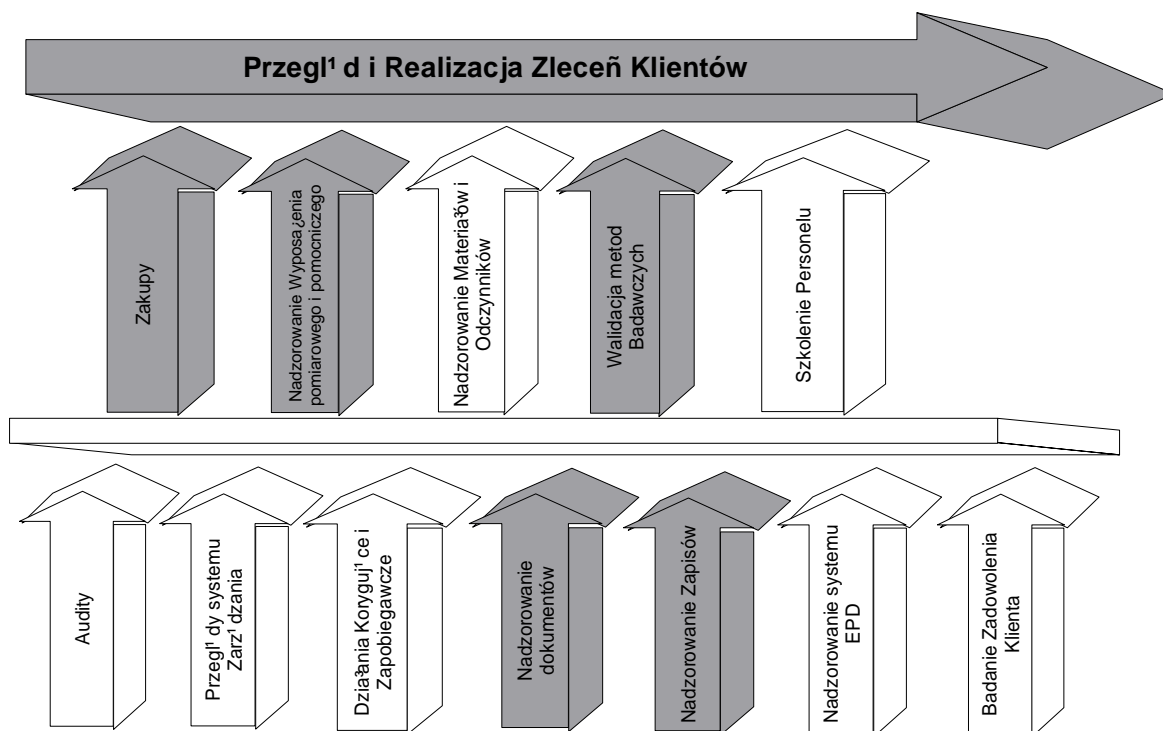 Przegl¹ d i Realizacja Zleceñ Klientów
Zakupy
Nadzorowanie Wyposa¿enia
pomiarowego i pomocniczego
Nadzorowanie Materia³ów i
Odczynników
Walidacja metod
Badawczych
Szkolenie Personelu
Audity
Przegl¹ dy systemu
Zarz¹ dzania
Dzia³ania Koryguj¹ ce i
Zapobiegawcze
Nadzorowanie
dokumentów
Nadzorowanie Zapisów
Nadzorowanie systemu
EPD
Badanie Zadowolenia
Klienta